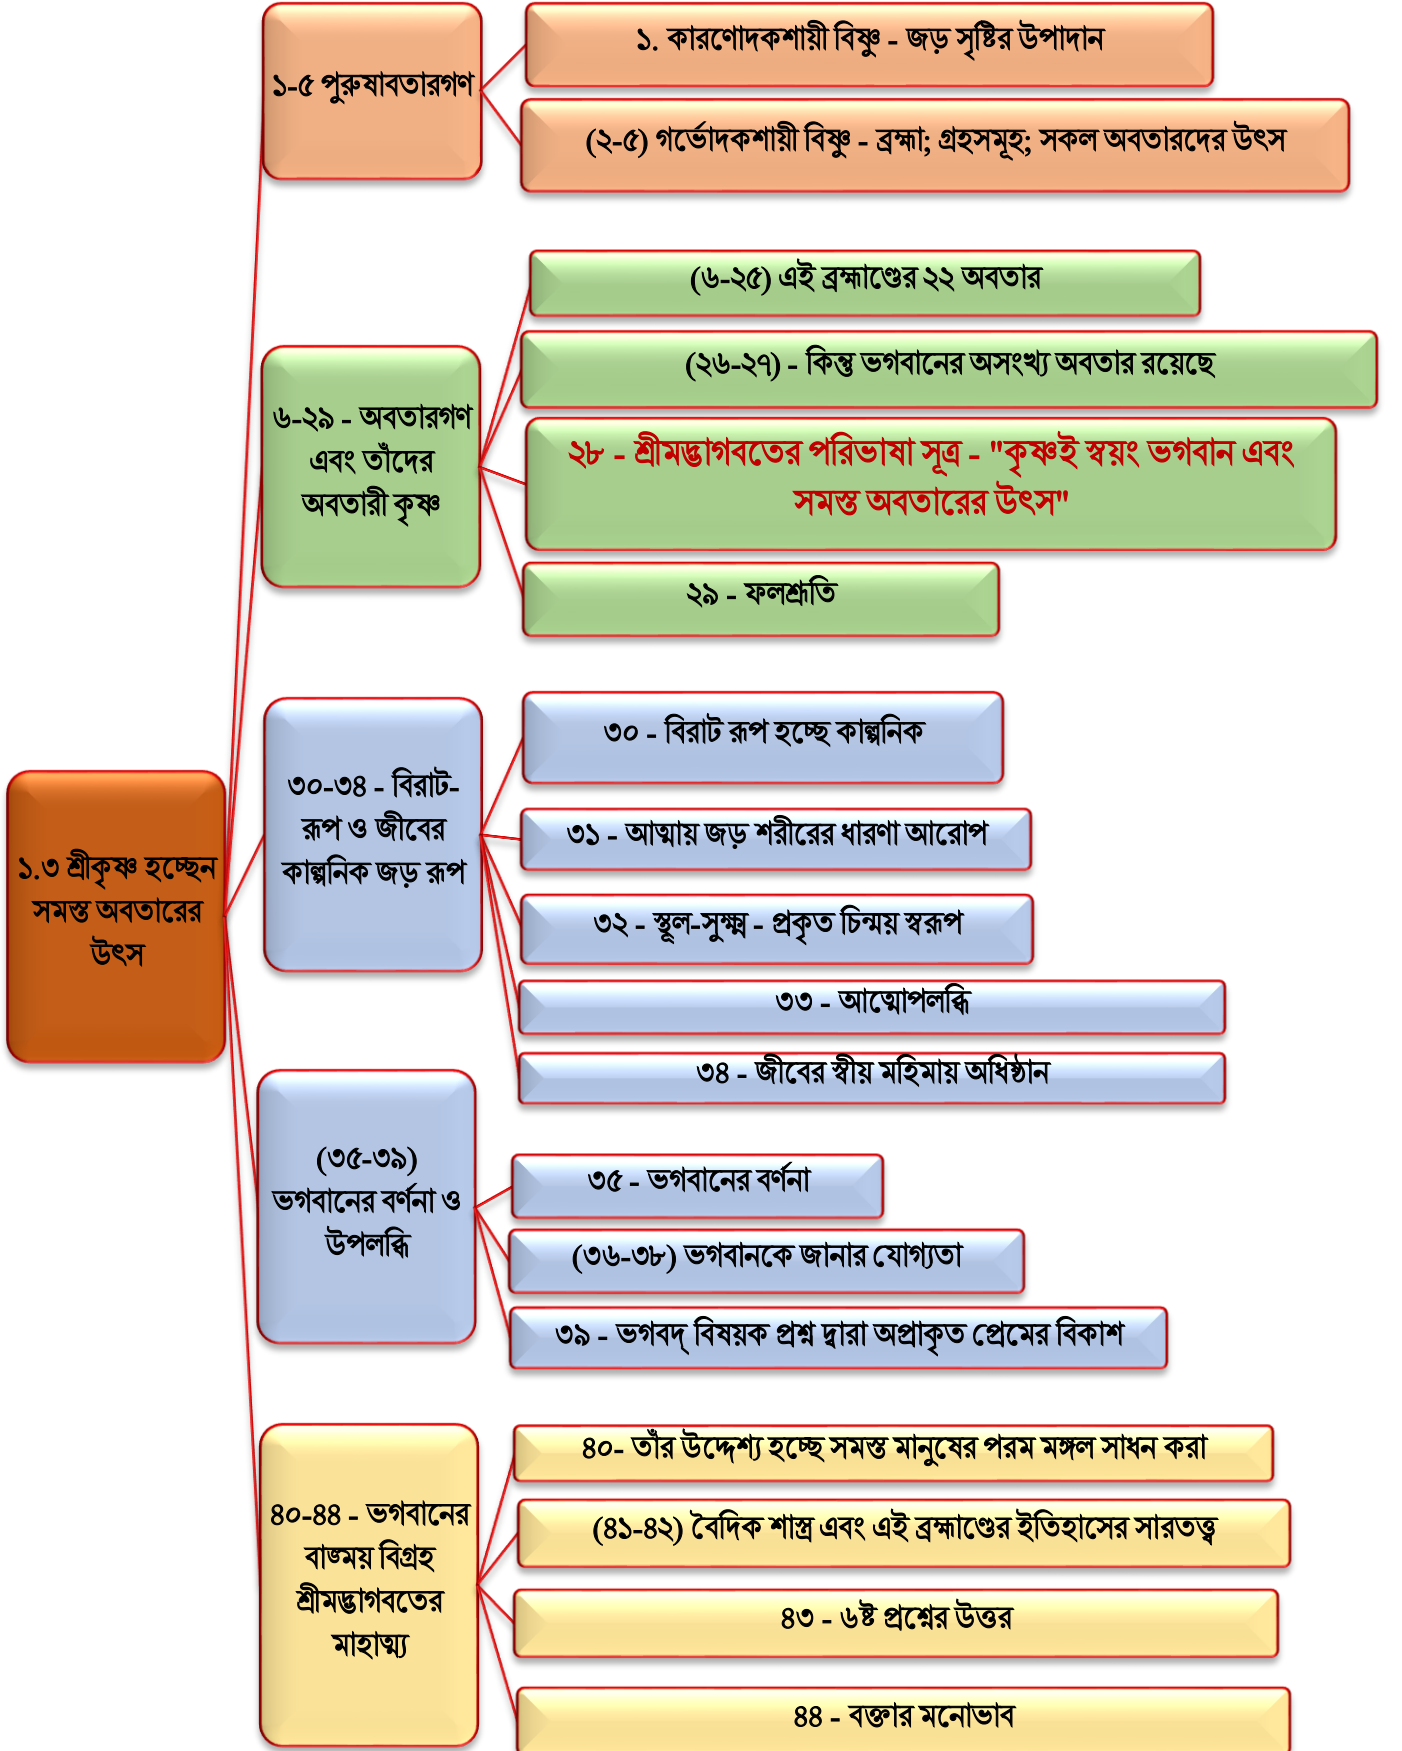 ১-৫ পুরুষাবতারগণ
১. কারণোদকশায়ী বিষ্ণু - জড় সৃষ্টির উপাদান
(২-৫) গর্ভোদকশায়ী বিষ্ণু - ব্রহ্মা; গ্রহসমূহ; সকল অবতারদের উৎস
৬-২৯ - অবতারগণ
এবং তাঁদের
অবতারী কৃষ্ণ
(৬-২৫) এই ব্রহ্মাণ্ডের ২২ অবতার
(২৬-২৭) - কিন্তু ভগবানের অসংখ্য অবতার রয়েছে
২৮ - শ্রীমদ্ভাগবতের পরিভাষা সূত্র - "কৃষ্ণই স্বয়ং ভগবান এবং
সমস্ত অবতারের উৎস"
২৯ - ফলশ্রুতি
১.৩ শ্রীকৃষ্ণ হচ্ছেন
সমস্ত অবতারের
উৎস
৩০-৩৪ - বিরাট-
রূপ ও জীবের
কাল্পনিক জড় রূপ
৩০ - বিরাট রূপ হচ্ছে কাল্পনিক
৩১ - আত্মায় জড় শরীরের ধারণা আরোপ
৩২ - স্থূল-সুক্ষ্ম - প্রকৃত চিন্ময় স্বরূপ
৩৩ - আত্মোপলব্ধি
৩৪ - জীবের স্বীয় মহিমায় অধিষ্ঠান
(৩৫-৩৯)
ভগবানের বর্ণনা ও
উপলব্ধি
৩৫ - ভগবানের বর্ণনা
(৩৬-৩৮) ভগবানকে জানার যোগ্যতা
৩৯ - ভগবদ্ বিষয়ক প্রশ্ন দ্বারা অপ্রাকৃত প্রেমের বিকাশ
৪০-৪৪ - ভগবানের
বাঙ্ময় বিগ্রহ
শ্রীমদ্ভাগবতের
মাহাত্ম্য
৪০- তাঁর উদ্দেশ্য হচ্ছে সমস্ত মানুষের পরম মঙ্গল সাধন করা
(৪১-৪২) বৈদিক শাস্ত্র এবং এই ব্রহ্মাণ্ডের ইতিহাসের সারতত্ত্ব
৪৩ - ৬ষ্ট প্রশ্নের উত্তর
৪৪ - বক্তার মনোভাব